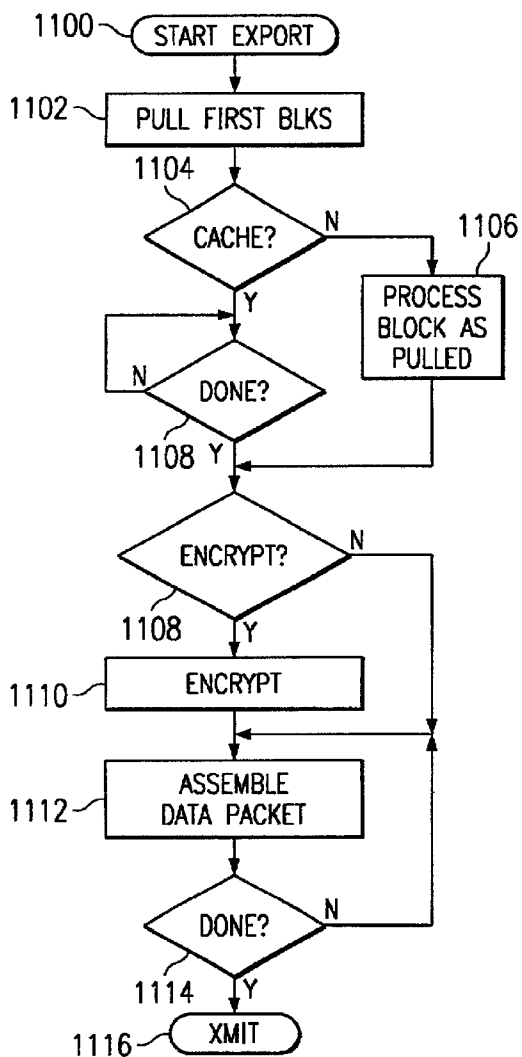 1100
START EXPORT
1102
PULL FIRST BLKS
1104
CACHE?
N
1106
PROCESS
BLOCK AS
PULLED
Y
N
DONE?
1108
Y
ENCRYPT?
N
1108
Y
1110
ENCRYPT
1112
ASSEMBLE
DATA PACKET
DONE?
N
1114
Y
1116
XMIT